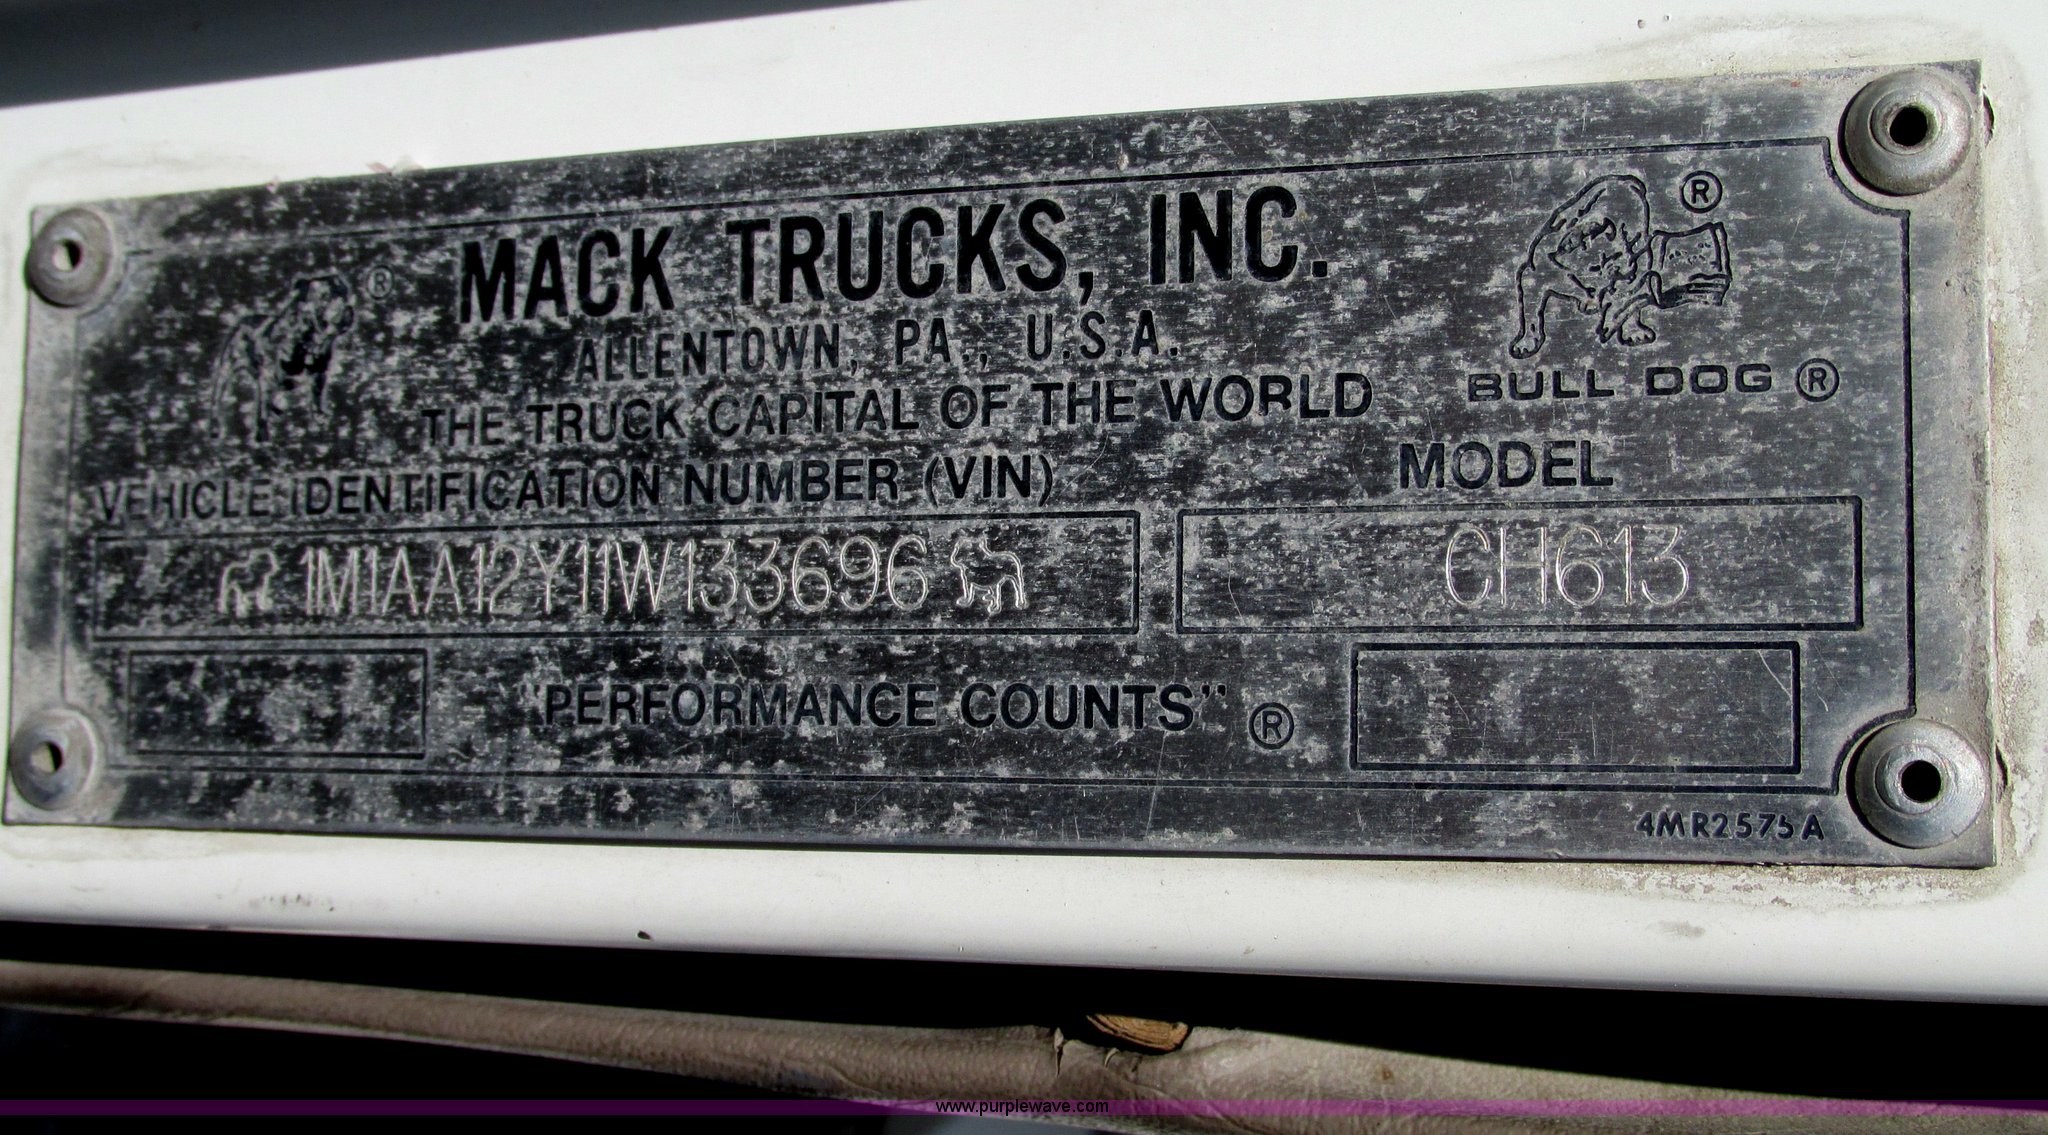 ®
®
MACK TRUCKS, INC.
ALLENTOWN, PA., U.S.A.
THE TRUCK CAPITAL OF THE WORLD
BULL DOG ®
VEHICLE IDENTIFICATION NUMBER (VIN)
MODEL
1M1AA12Y11W133696
CH613
"PERFORMANCE COUNTS" ®
4MR2575A
www.purplewave.com